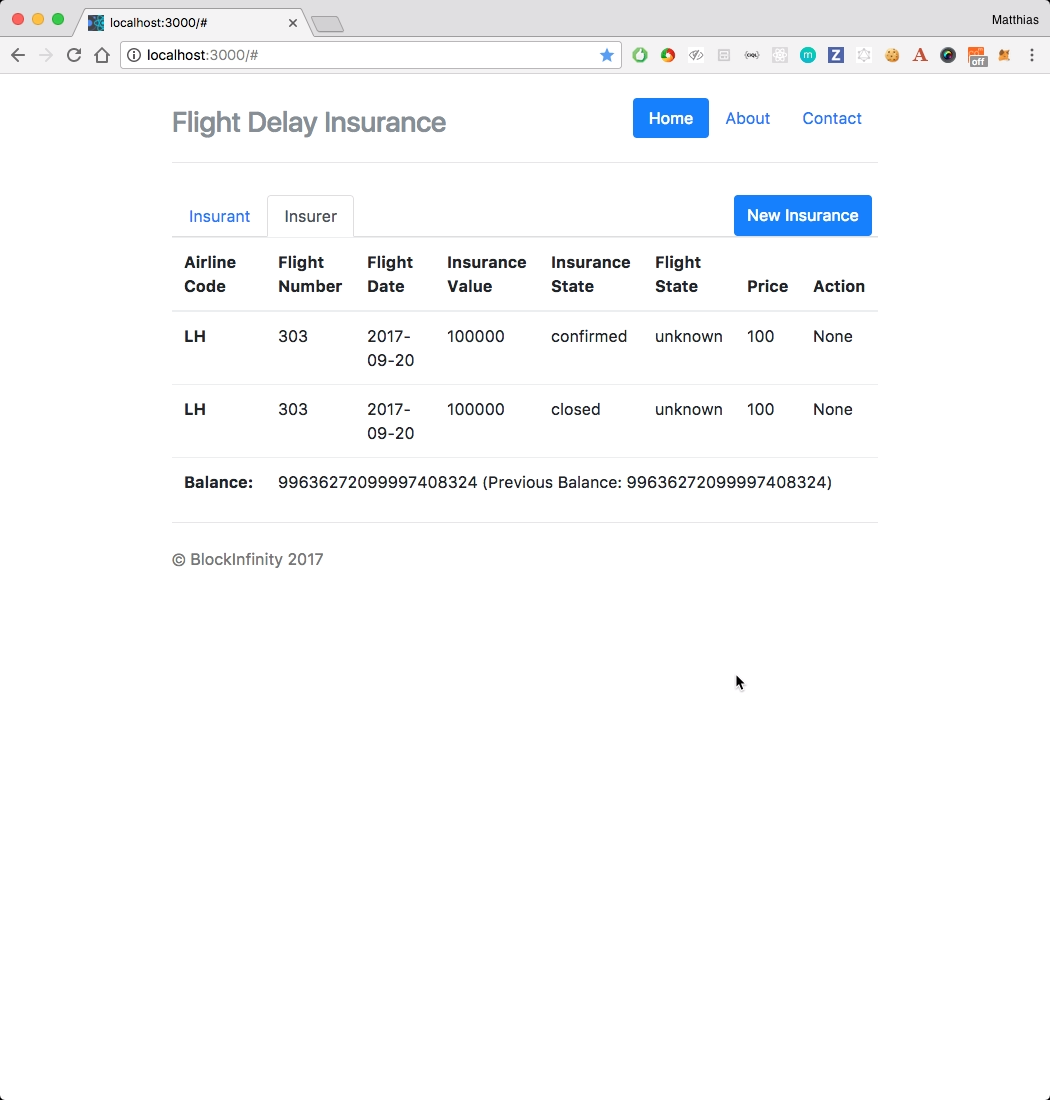 localhost:3000/#
Matthias
localhost:3000/#
m
Z
A
off
Flight Delay Insurance
Home
About
Contact
Insurant
Insurer
New Insurance
Airline Code
Flight Number
Flight Date
Insurance Value
Insurance State
Flight State
Price
Action
LH 303 2017-09-20 100000 confirmed unknown 100 None
LH 303 2017-09-20 100000 closed unknown 100 None
Balance: 99636272099997408324 (Previous Balance: 99636272099997408324)
© BlockInfinity 2017